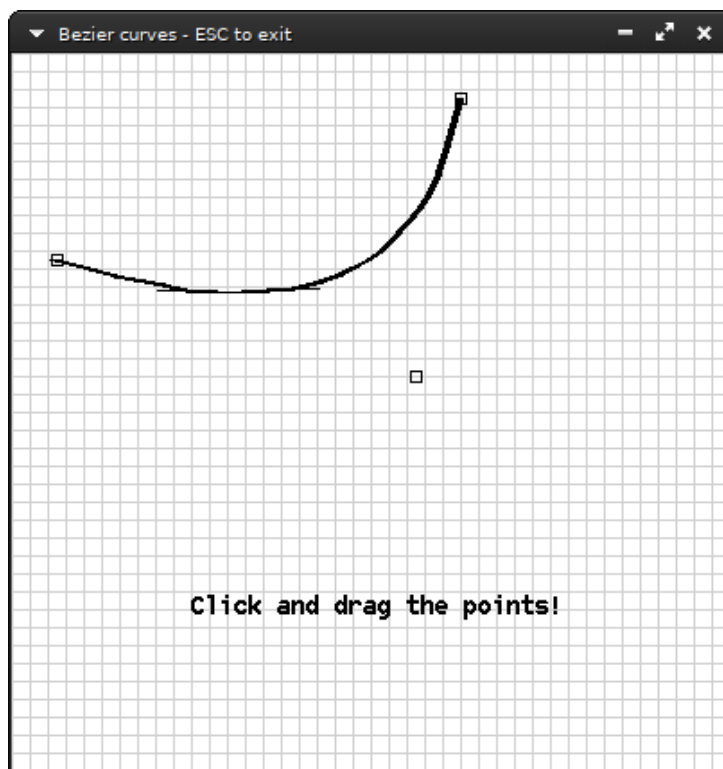 Bezier curves - ESC to exit
Click and drag the points!